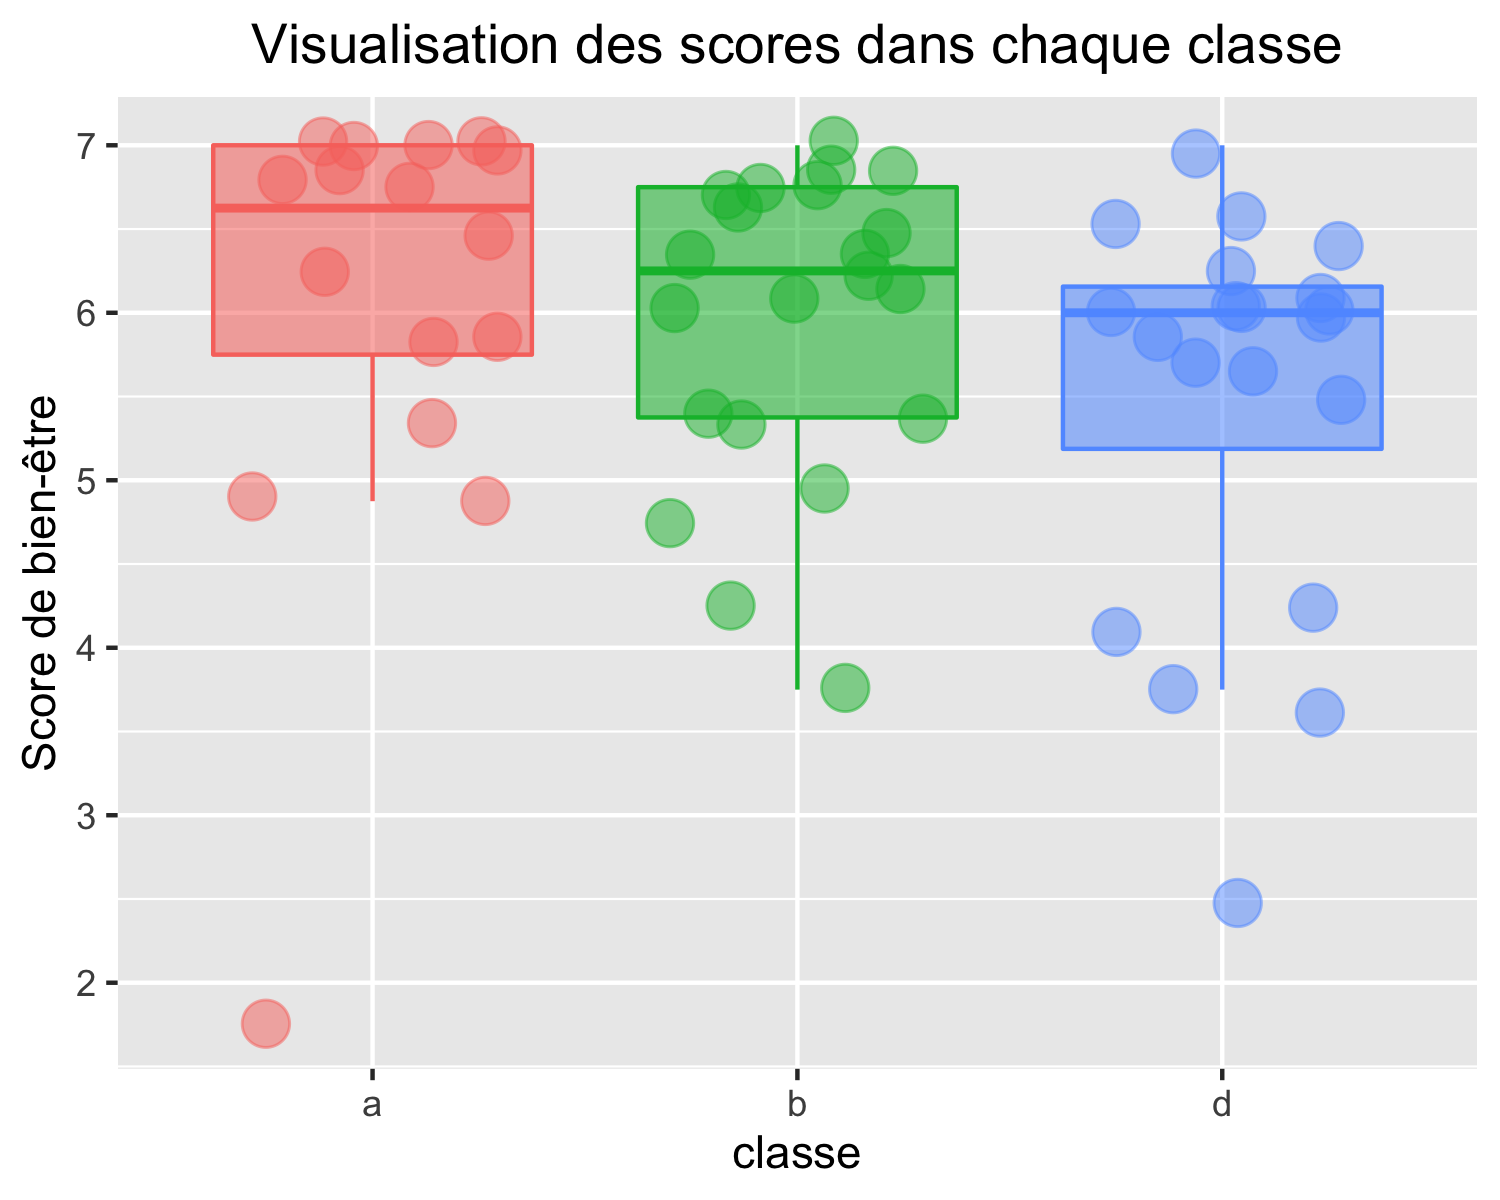 Visualisation des scores dans chaque classe
Score de bien-être
7
6
5
4
3
2
a
b
d
classe